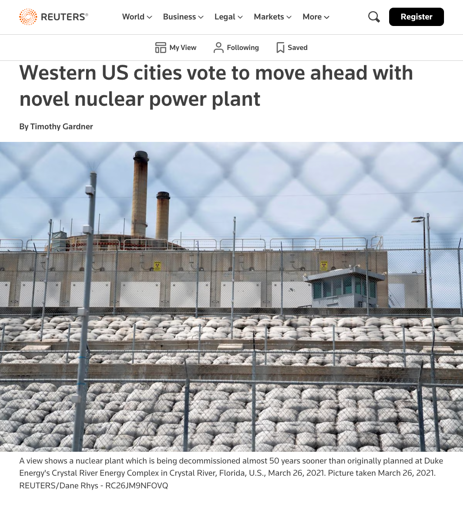 REUTERS®
World
Business
Legal
Markets
More
Register
My View
Following
Saved
Western US cities vote to move ahead with
novel nuclear power plant
By Timothy Gardner
A view shows a nuclear plant which is being decommissioned almost 50 years sooner than originally planned at Duke
Energy's Crystal River Energy Complex in Crystal River, Florida, U.S., March 26, 2021. Picture taken March 26, 2021.
REUTERS/Dane Rhys - RC26JM9NFOVQ